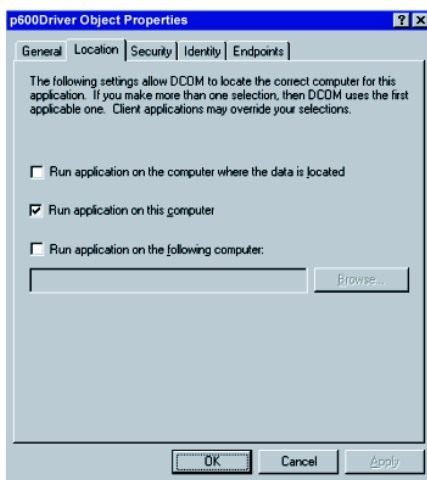 p600Driver Object Properties
General Location Security Identity Endpoints
The following settings allow DCOM to locate the correct computer for this
application. If you make more than one selection, then DCOM uses the first
applicable one. Client applications may override your selections.
Run application on the computer where the data is located
Run application on this computer
Run application on the following computer:
Browse...
OK Cancel Apply